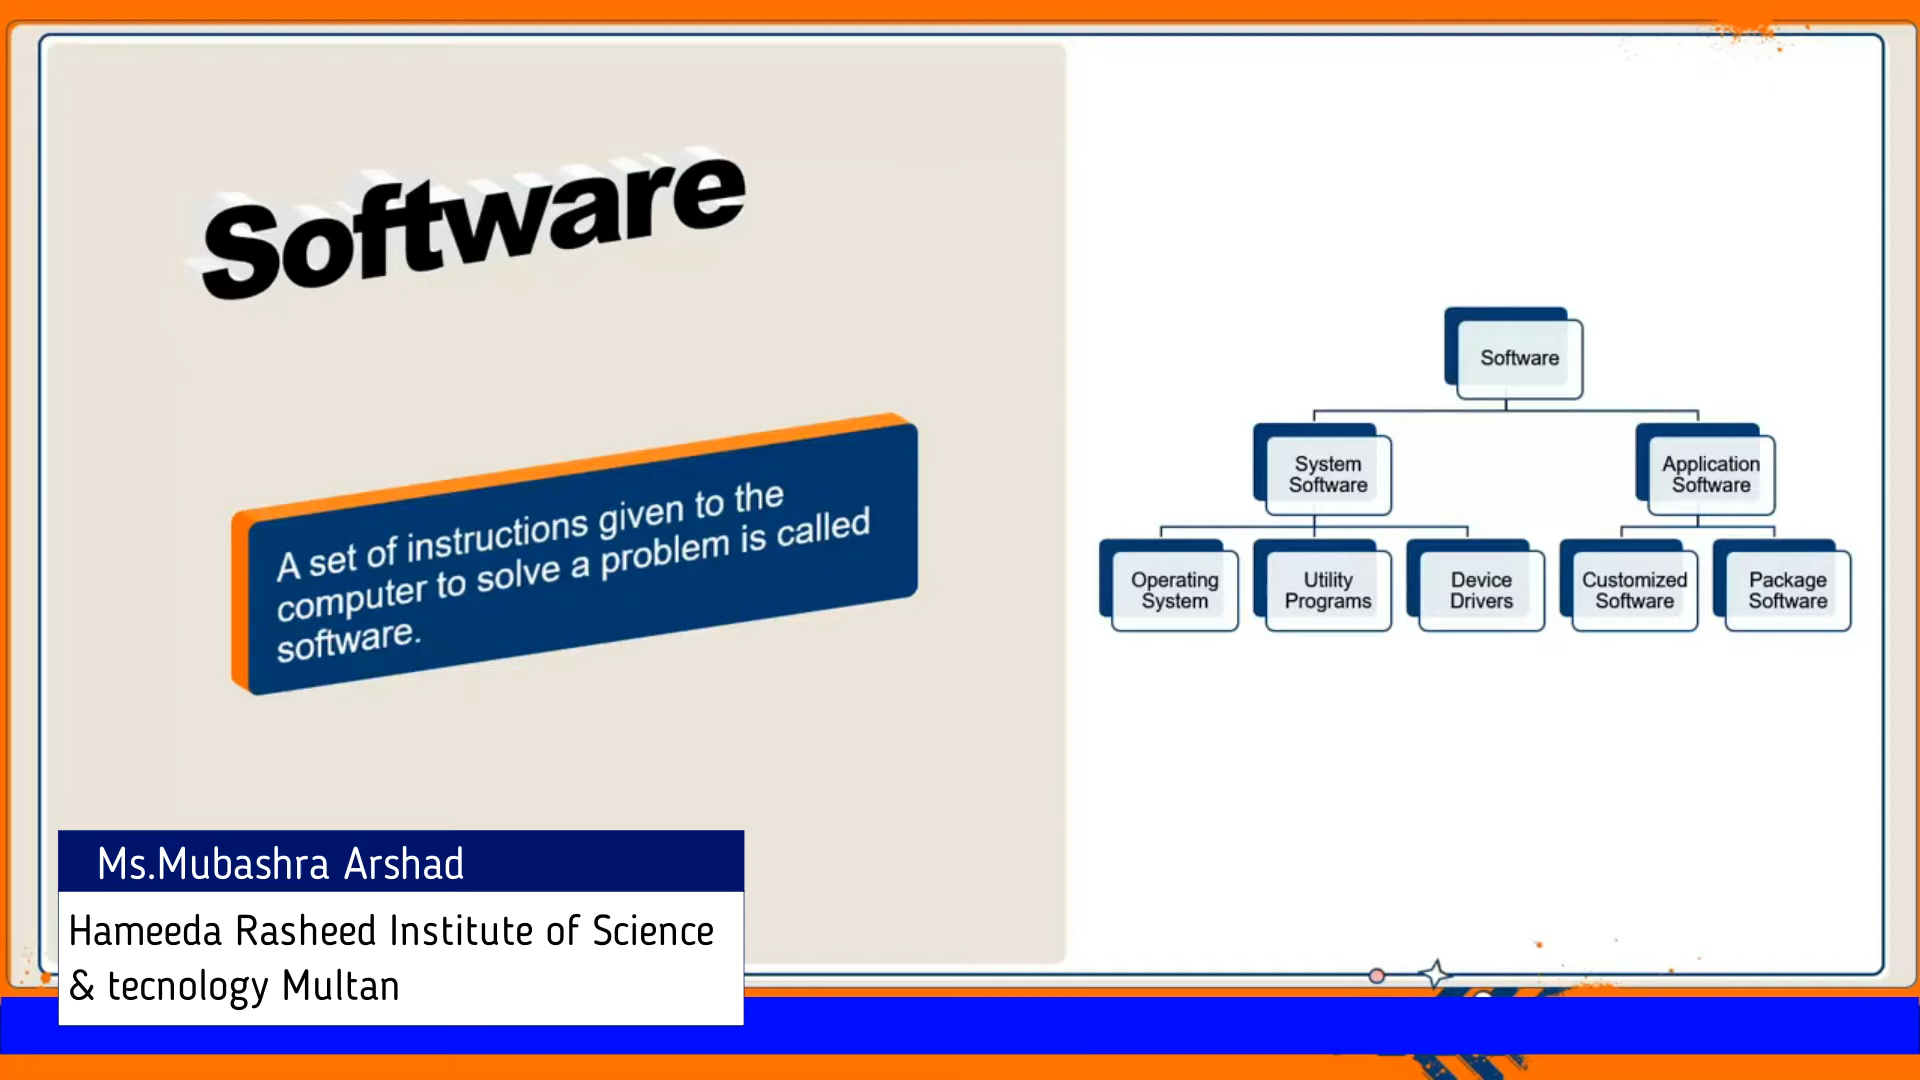 Software
A set of instructions given to the
computer to solve a problem is called
software.
Software
System
Software
Application
Software
Operating
System
Utility
Programs
Device
Drivers
Customized
Software
Package
Software
Ms.Mubashra Arshad
Hameeda Rasheed Institute of Science
& tecnology Multan